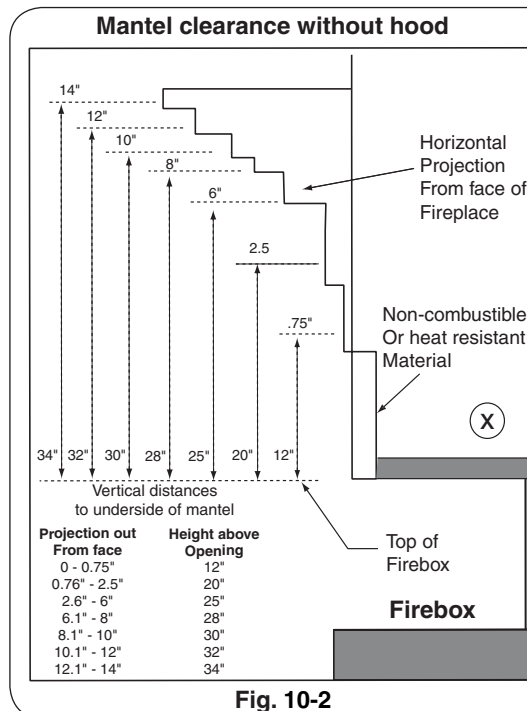 Mantel clearance without hood
14"
12"
10"
8"
6"
2.5
.75"
Horizontal
Projection
From face of
Fireplace
Non-combustible
Or heat resistant
Material
X
34" 32" 30" 28" 25" 20" 12"
Vertical distances
to underside of mantel
Projection out Height above
From face Opening
0 - 0.75" 12"
0.76" - 2.5" 20"
2.6" - 6" 25"
6.1" - 8" 28"
8.1" - 10" 30"
10.1" - 12" 32"
12.1" - 14" 34"
Top of
Firebox
Firebox
Fig. 10-2